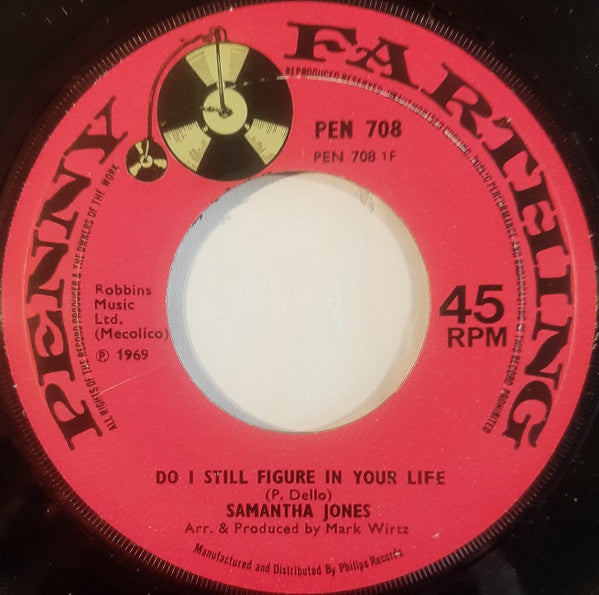 PENNY FARTHING
ALL RIGHTS OF THE RECORD PRODUCER & THE OWNERS OF THE WORK
REPRODUCED RESERVED. UNAUTHORISED
PUBLIC PERFORMANCE AND BROADCASTING OF THIS RECORD PROHIBITED
PEN 708
PEN 708 1F
Robbins
Music
Ltd.
(Mecolico)
℗ 1969
45
RPM
DO I STILL FIGURE IN YOUR LIFE
(P. Dello)
SAMANTHA JONES
Arr. & Produced by Mark Wirtz
Manufactured and Distributed By Philips Records